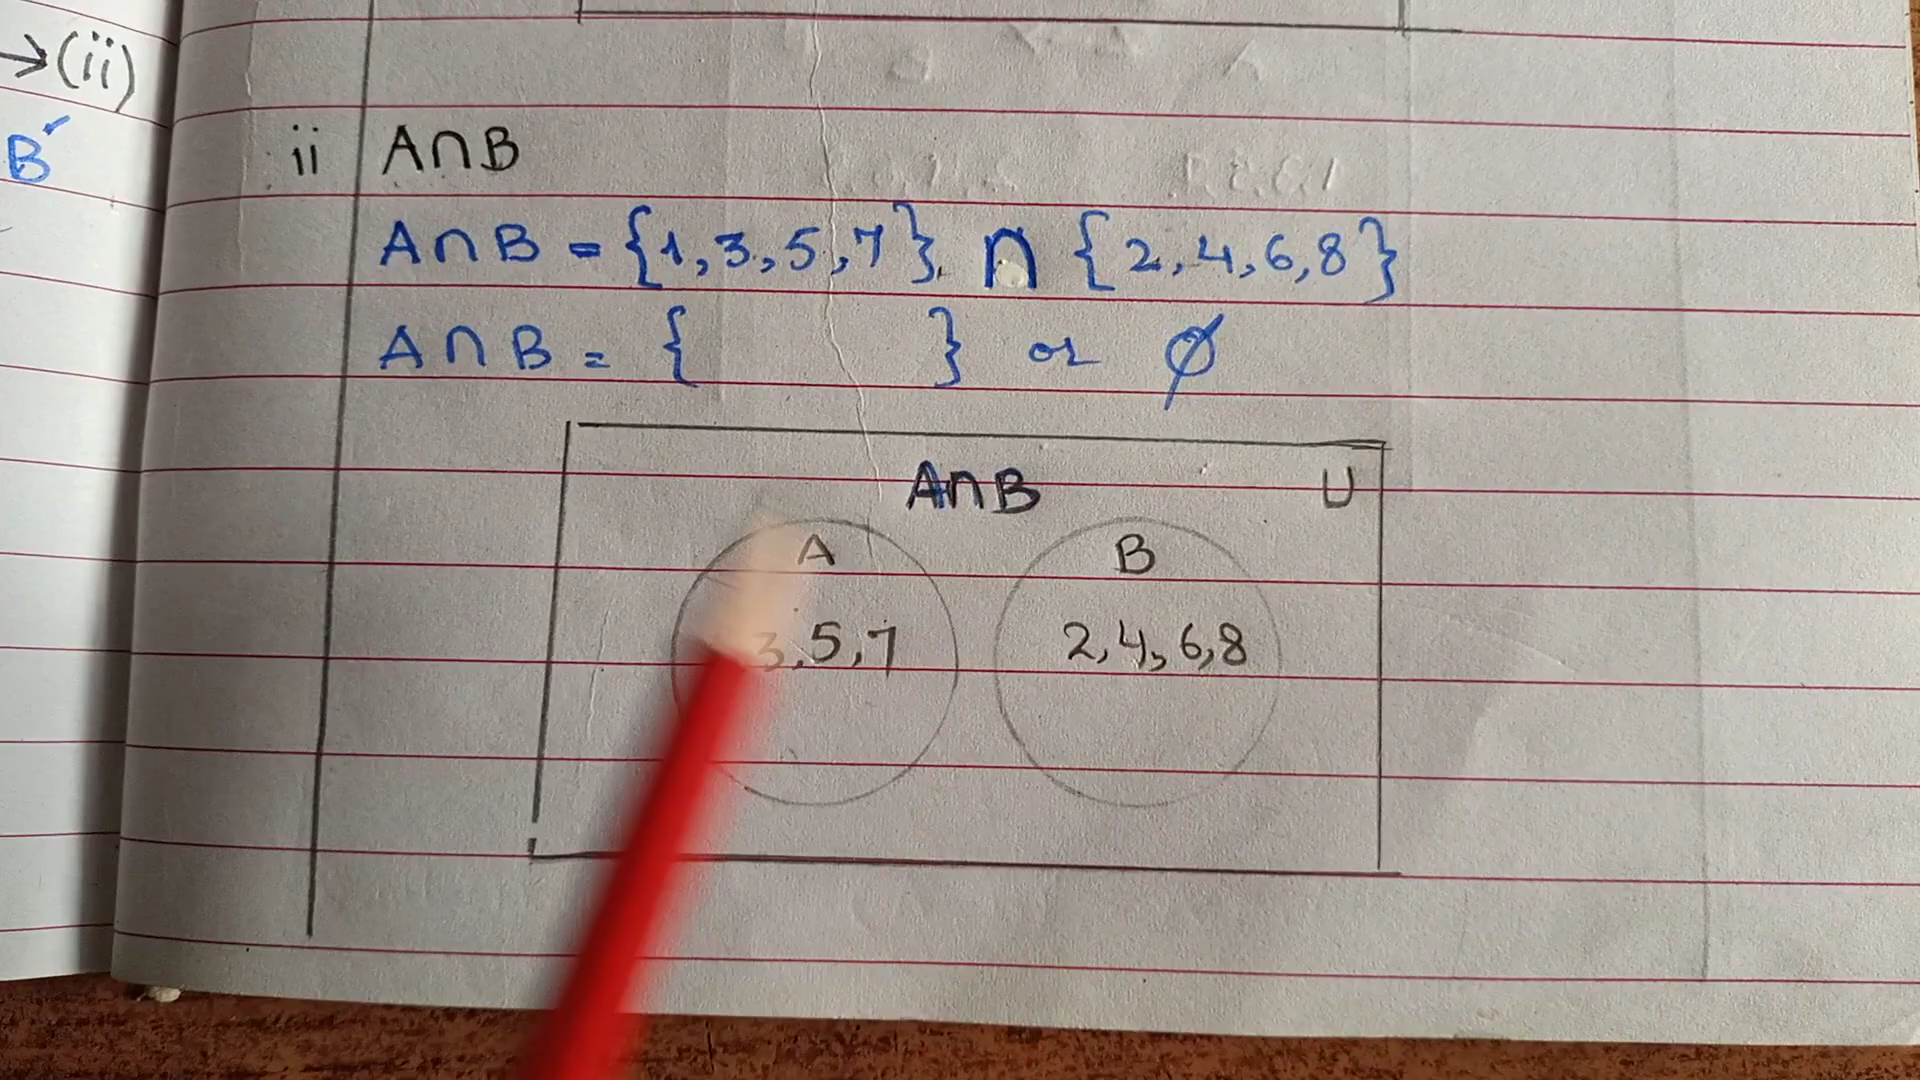 →(ii)
B′
ii A∩B
A∩B = {1,3,5,7} ∩ {2,4,6,8}
A∩B = { } or ∅
A∩B U
A B
3,5,7 2,4,6,8